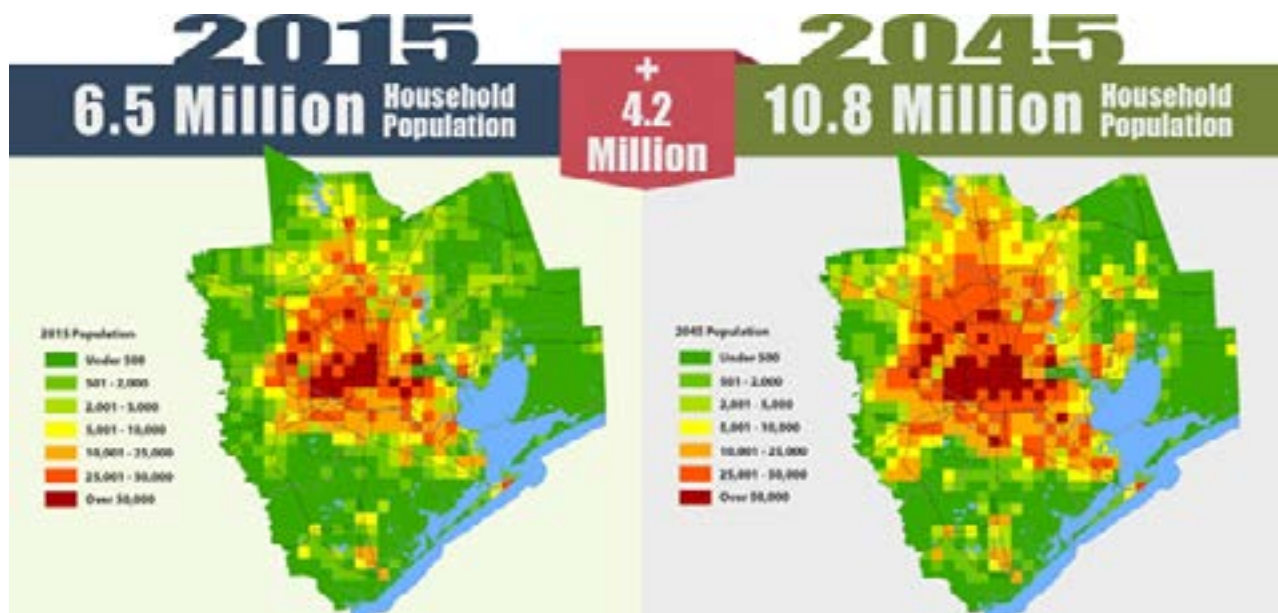 2015
6.5 Million Household
Population
+
4.2
Million
2045
10.8 Million Household
Population
2015 Population
Under 500
501 - 2,000
2,001 - 5,000
5,001 - 10,000
10,001 - 25,000
25,001 - 50,000
Over 50,000
2045 Population
Under 500
501 - 2,000
2,001 - 5,000
5,001 - 10,000
10,001 - 25,000
25,001 - 50,000
Over 50,000